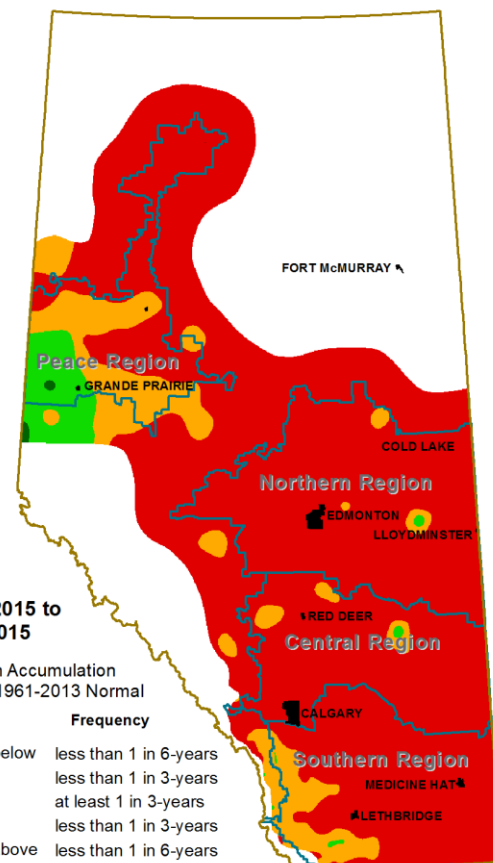 FORT McMURRAY
Peace Region
GRANDE PRAIRIE
COLD LAKE
Northern Region
EDMONTON
LLOYDMINSTER
2015 to
2015
RED DEER
Central Region
Accumulation
1961-2013 Normal
CALGARY
Frequency
Southern Region
below less than 1 in 6-years
MEDICINE HAT
less than 1 in 3-years
at least 1 in 3-years
LETHBRIDGE
less than 1 in 3-years
above less than 1 in 6-years